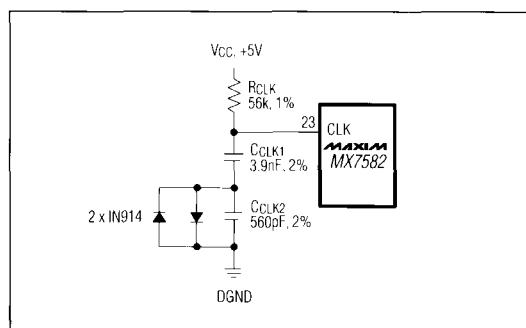 VCC, +5V
RCLK
56k, 1%
23
CLK
MAXIM
MX7582
CCLK1
3.9nF, 2%
2 x IN914
CCLK2
560pF, 2%
DGND